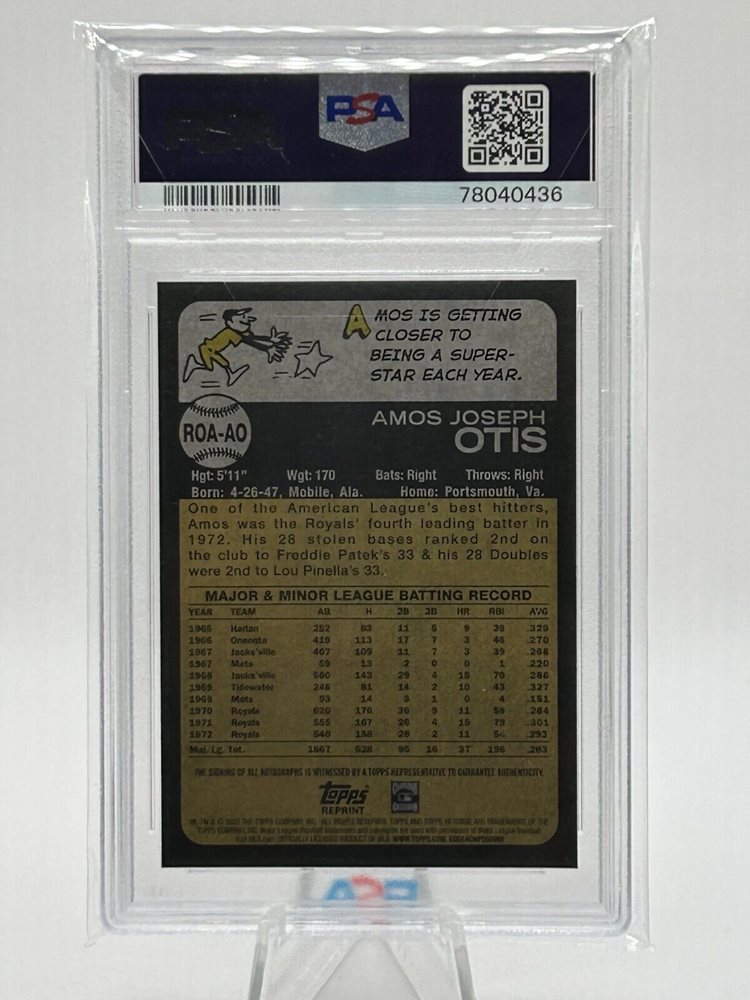 PSA
78040436
AMOS IS GETTING
CLOSER TO
BEING A SUPER-
STAR EACH YEAR.
ROA-AO
AMOS JOSEPH
OTIS
Hgt: 5'11" Wgt: 170 Bats: Right Throws: Right
Born: 4-26-47, Mobile, Ala. Home: Portsmouth, Va.
One of the American League's best hitters,
Amos was the Royals' fourth leading batter in
1972. His 28 stolen bases ranked 2nd on
the club to Freddie Patek's 33 & his 28 Doubles
were 2nd to Lou Pinella's 33.
MAJOR & MINOR LEAGUE BATTING RECORD
YEAR TEAM AB H 2B 3B HR RBI AVG
1965 Harlan 252 83 11 5 9 39 .329
1966 Oneonta 419 113 17 7 3 46 .270
1967 Jacks'ville 407 109 11 7 3 39 .268
1967 Mets 59 13 2 0 0 1 .220
1968 Jacks'ville 500 143 29 4 15 70 .286
1969 Tidewater 248 81 14 2 10 43 .327
1969 Mets 93 14 3 1 0 4 .151
1970 Royals 620 176 36 9 11 58 .284
1971 Royals 555 167 26 4 15 79 .301
1972 Royals 540 158 28 2 11 54 .293
Maj. Lg. Tot. 1867 528 95 16 37 196 .283
THE SIGNING OF ALL AUTOGRAPHS IS WITNESSED BY A TOPPS REPRESENTATIVE TO GUARANTEE AUTHENTICITY.
Topps
REPRINT
PSA